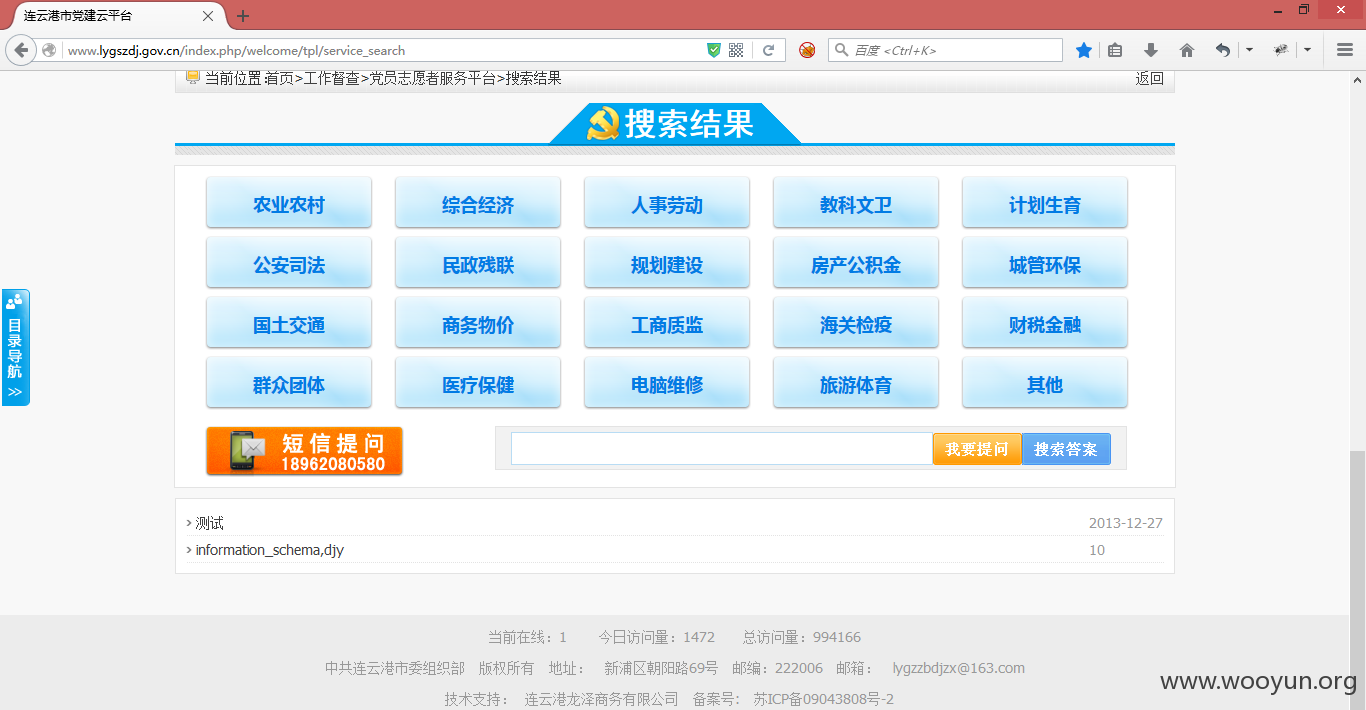 连云港市党建云平台
www.lygszdj.gov.cn/index.php/welcome/tpl/service_search
百度 <Ctrl+K>
当前位置:首页>工作督查>党员志愿者服务平台>搜索结果 返回
搜索结果
农业农村 综合经济 人事劳动 教科文卫 计划生育
公安司法 民政残联 规划建设 房产公积金 城管环保
国土交通 商务物价 工商质监 海关检疫 财税金融
群众团体 医疗保健 电脑维修 旅游体育 其他
目录导航 >>
短信提问
18962080580
我要提问 搜索答案
测试 2013-12-27
information_schema,djy 10
当前在线：1 今日访问量：1472 总访问量：994166
中共连云港市委组织部 版权所有 地址： 新浦区朝阳路69号 邮编：222006 邮箱： lygzzbdjzx@163.com
技术支持： 连云港龙泽商务有限公司 备案号： 苏ICP备09043808号-2
www.wooyun.org